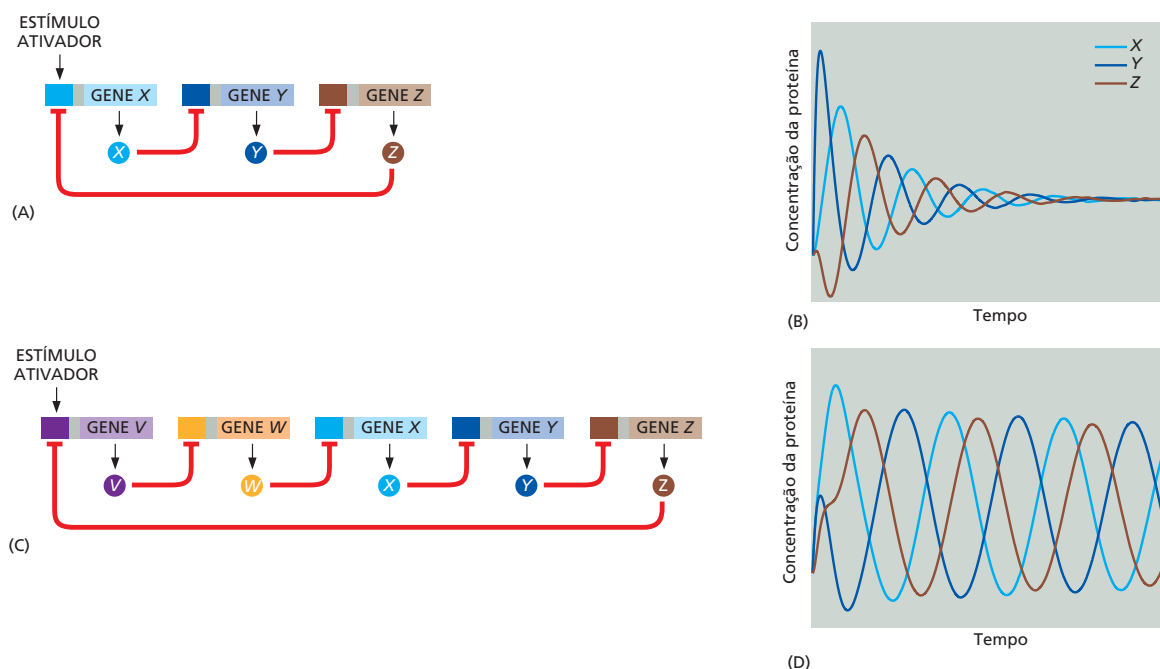 ESTÍMULO
ATIVADOR
GENE X
GENE Y
GENE Z
X
Y
Z
(A)
Concentração da proteína
X
Y
Z
Tempo
(B)
ESTÍMULO
ATIVADOR
GENE V
GENE W
GENE X
GENE Y
GENE Z
V
W
X
Y
Z
(C)
Concentração da proteína
Tempo
(D)